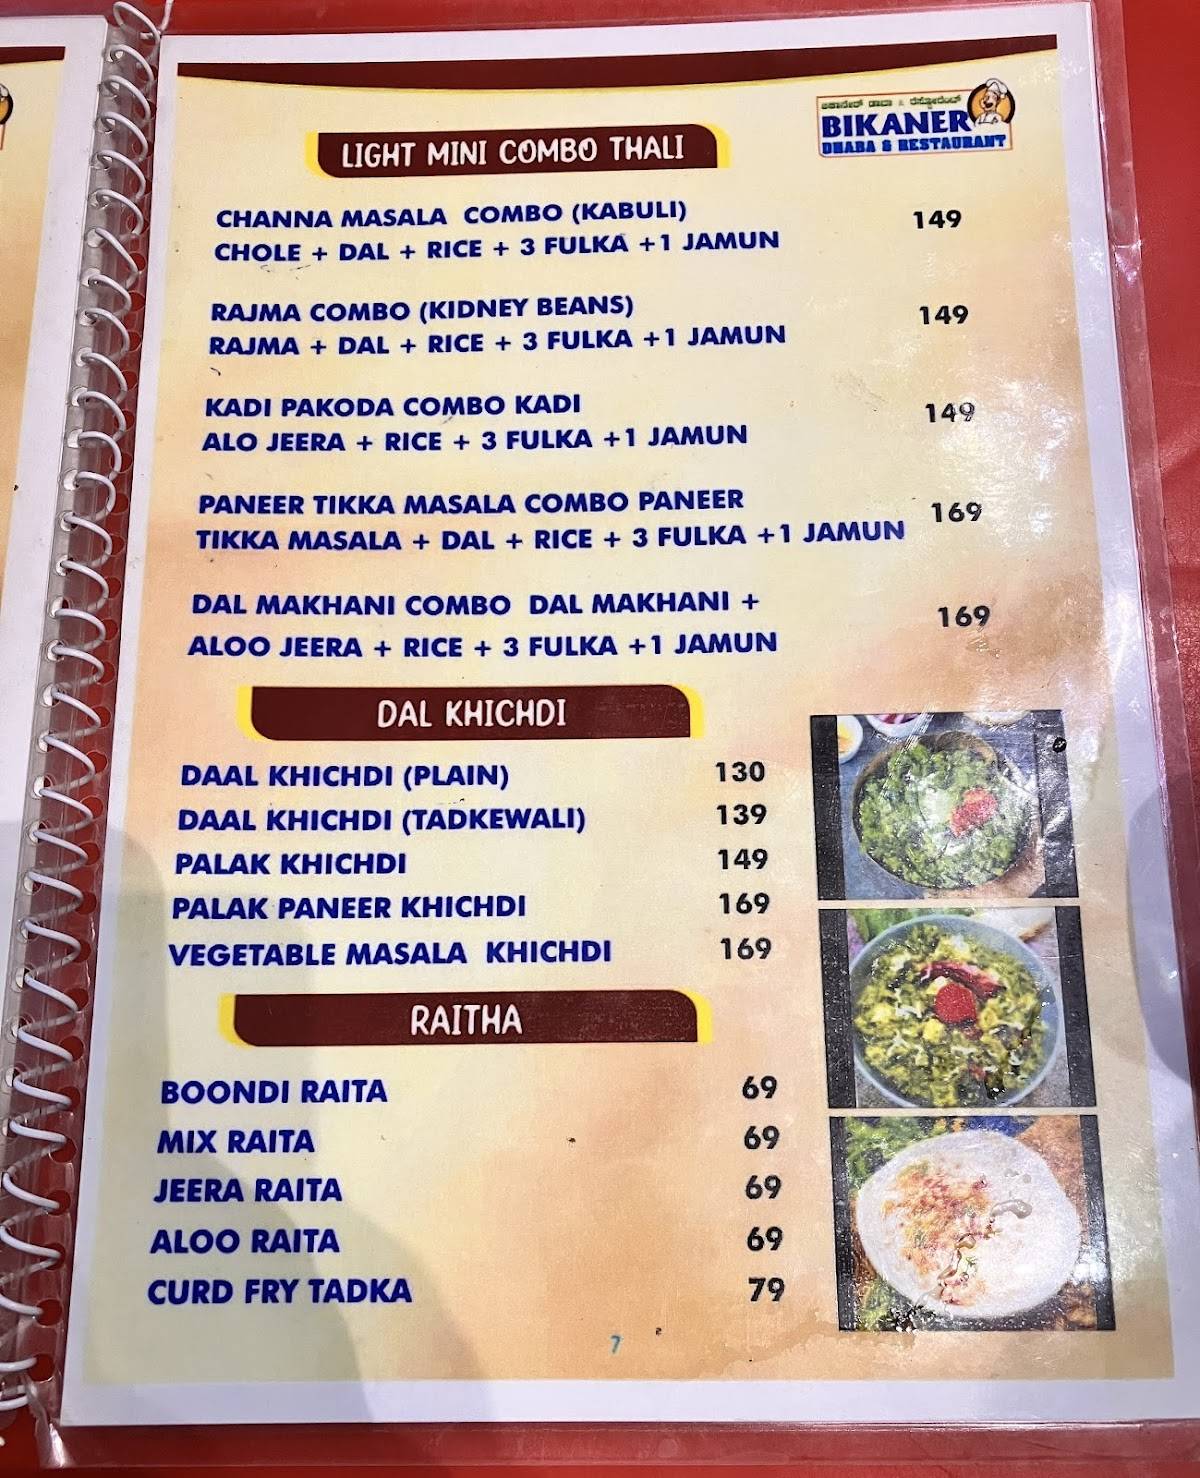 ಬಿಕಾನೇರ್ ಡಾಬಾ & ರೆಸ್ಟೋರೆಂಟ್
BIKANER
DHABA & RESTAURANT
LIGHT MINI COMBO THALI
CHANNA MASALA COMBO (KABULI)
CHOLE + DAL + RICE + 3 FULKA +1 JAMUN 149
RAJMA COMBO (KIDNEY BEANS)
RAJMA + DAL + RICE + 3 FULKA +1 JAMUN 149
KADI PAKODA COMBO KADI
ALO JEERA + RICE + 3 FULKA +1 JAMUN 149
PANEER TIKKA MASALA COMBO PANEER
TIKKA MASALA + DAL + RICE + 3 FULKA +1 JAMUN 169
DAL MAKHANI COMBO DAL MAKHANI +
ALOO JEERA + RICE + 3 FULKA +1 JAMUN 169
DAL KHICHDI
DAAL KHICHDI (PLAIN) 130
DAAL KHICHDI (TADKEWALI) 139
PALAK KHICHDI 149
PALAK PANEER KHICHDI 169
VEGETABLE MASALA KHICHDI 169
RAITHA
BOONDI RAITA 69
MIX RAITA 69
JEERA RAITA 69
ALOO RAITA 69
CURD FRY TADKA 79
7